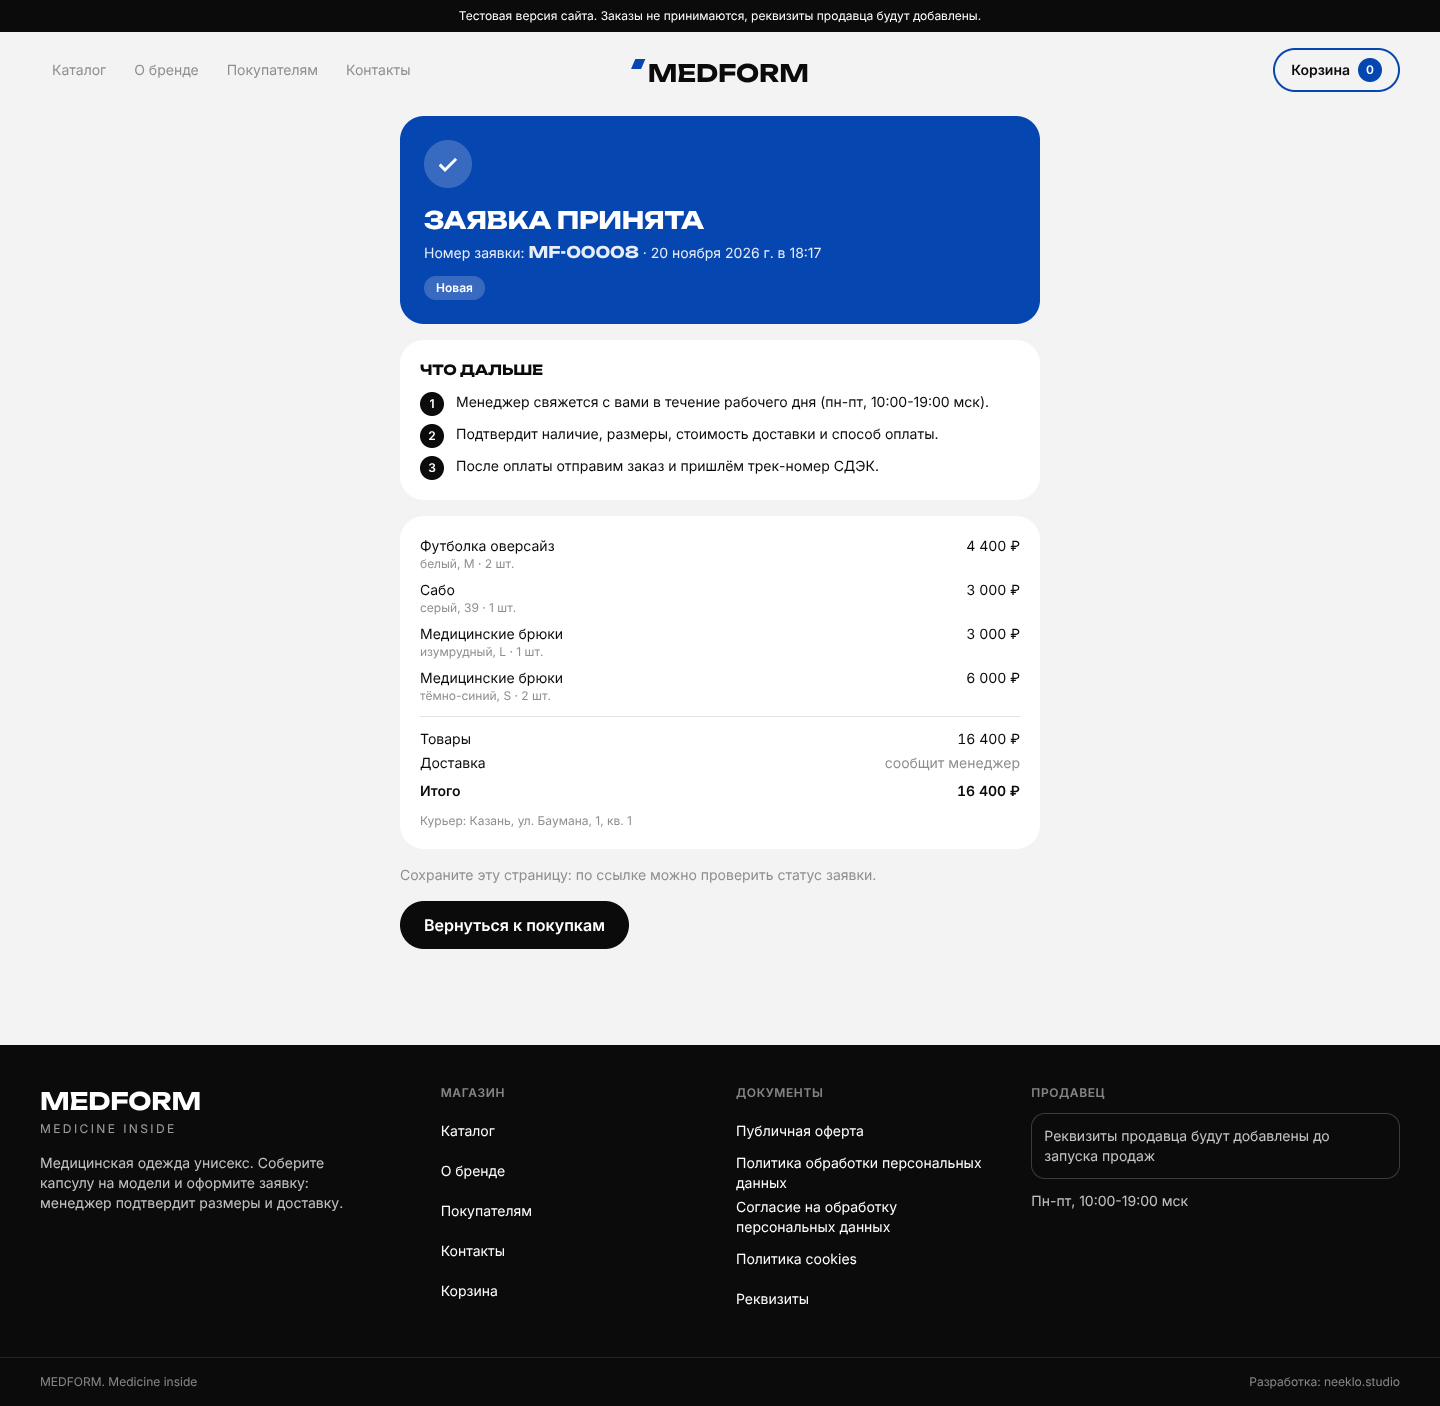 Тестовая версия сайта. Заказы не принимаются, реквизиты продавца будут добавлены.
Каталог О бренде Покупателям Контакты MEDFORM Корзина 0
ЗАЯВКА ПРИНЯТА
Номер заявки: MF-00008 · 20 ноября 2026 г. в 18:17
Новая
ЧТО ДАЛЬШЕ
1 Менеджер свяжется с вами в течение рабочего дня (пн-пт, 10:00-19:00 мск).
2 Подтвердит наличие, размеры, стоимость доставки и способ оплаты.
3 После оплаты отправим заказ и пришлём трек-номер СДЭК.
Футболка оверсайз 4 400 ₽
белый, M · 2 шт.
Сабо 3 000 ₽
серый, 39 · 1 шт.
Медицинские брюки 3 000 ₽
изумрудный, L · 1 шт.
Медицинские брюки 6 000 ₽
тёмно-синий, S · 2 шт.
Товары 16 400 ₽
Доставка сообщит менеджер
Итого 16 400 ₽
Курьер: Казань, ул. Баумана, 1, кв. 1
Сохраните эту страницу: по ссылке можно проверить статус заявки.
Вернуться к покупкам
MEDFORM
MEDICINE INSIDE
Медицинская одежда унисекс. Соберите
капсулу на модели и оформите заявку:
менеджер подтвердит размеры и доставку.
МАГАЗИН
Каталог
О бренде
Покупателям
Контакты
Корзина
ДОКУМЕНТЫ
Публичная оферта
Политика обработки персональных
данных
Согласие на обработку
персональных данных
Политика cookies
Реквизиты
ПРОДАВЕЦ
Реквизиты продавца будут добавлены до
запуска продаж
Пн-пт, 10:00-19:00 мск
MEDFORM. Medicine inside Разработка: neeklo.studio